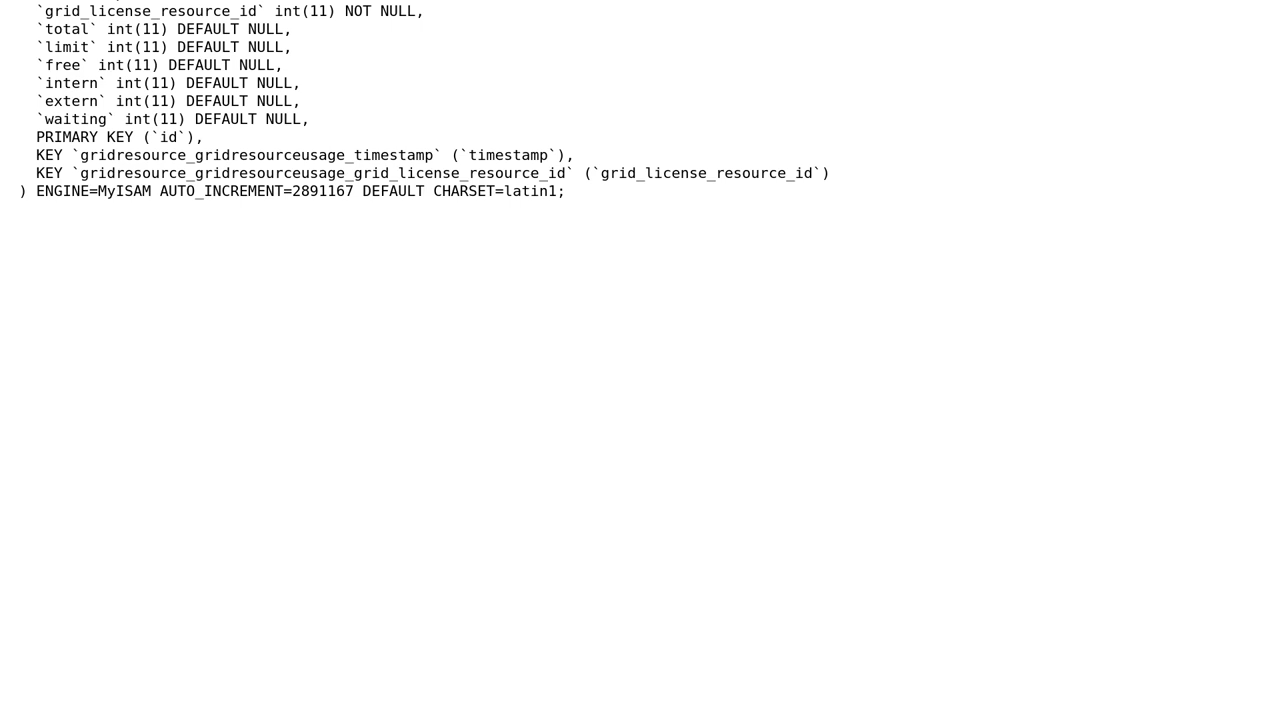 `grid_license_resource_id` int(11) NOT NULL,
`total` int(11) DEFAULT NULL,
`limit` int(11) DEFAULT NULL,
`free` int(11) DEFAULT NULL,
`intern` int(11) DEFAULT NULL,
`extern` int(11) DEFAULT NULL,
`waiting` int(11) DEFAULT NULL,
PRIMARY KEY (`id`),
KEY `gridresource_gridresourceusage_timestamp` (`timestamp`),
KEY `gridresource_gridresourceusage_grid_license_resource_id` (`grid_license_resource_id`)
) ENGINE=MyISAM AUTO_INCREMENT=2891167 DEFAULT CHARSET=latin1;